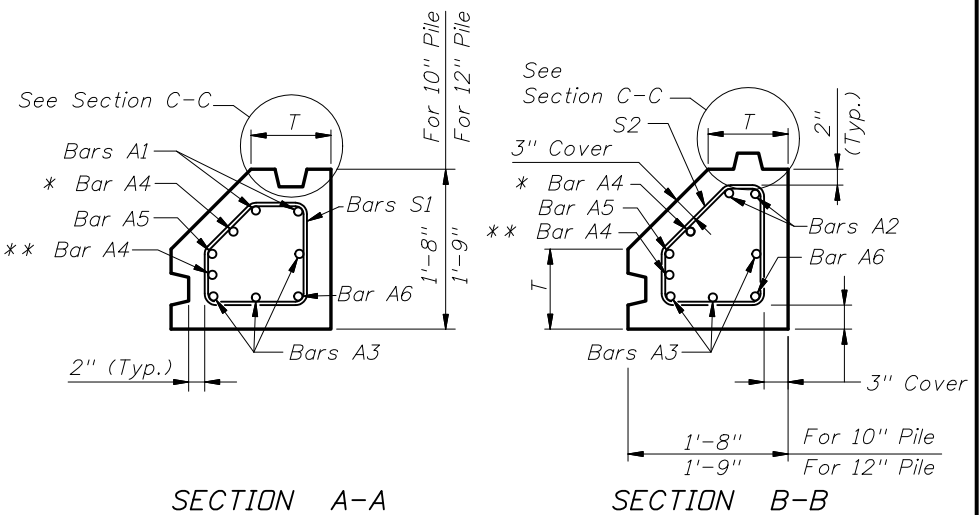 See Section C-C
T
For 10" Pile
For 12" Pile
Bars A1
* Bar A4
Bar A5
** Bar A4
Bars S1
1'-8"
1'-9"
Bar A6
Bars A3
2" (Typ.)
SECTION A-A
See
Section C-C
T
S2
2"
(Typ.)
3" Cover
* Bar A4
Bar A5
** Bar A4
Bars A2
Bar A6
T
Bars A3
3" Cover
1'-8"
For 10" Pile
1'-9"
For 12" Pile
SECTION B-B